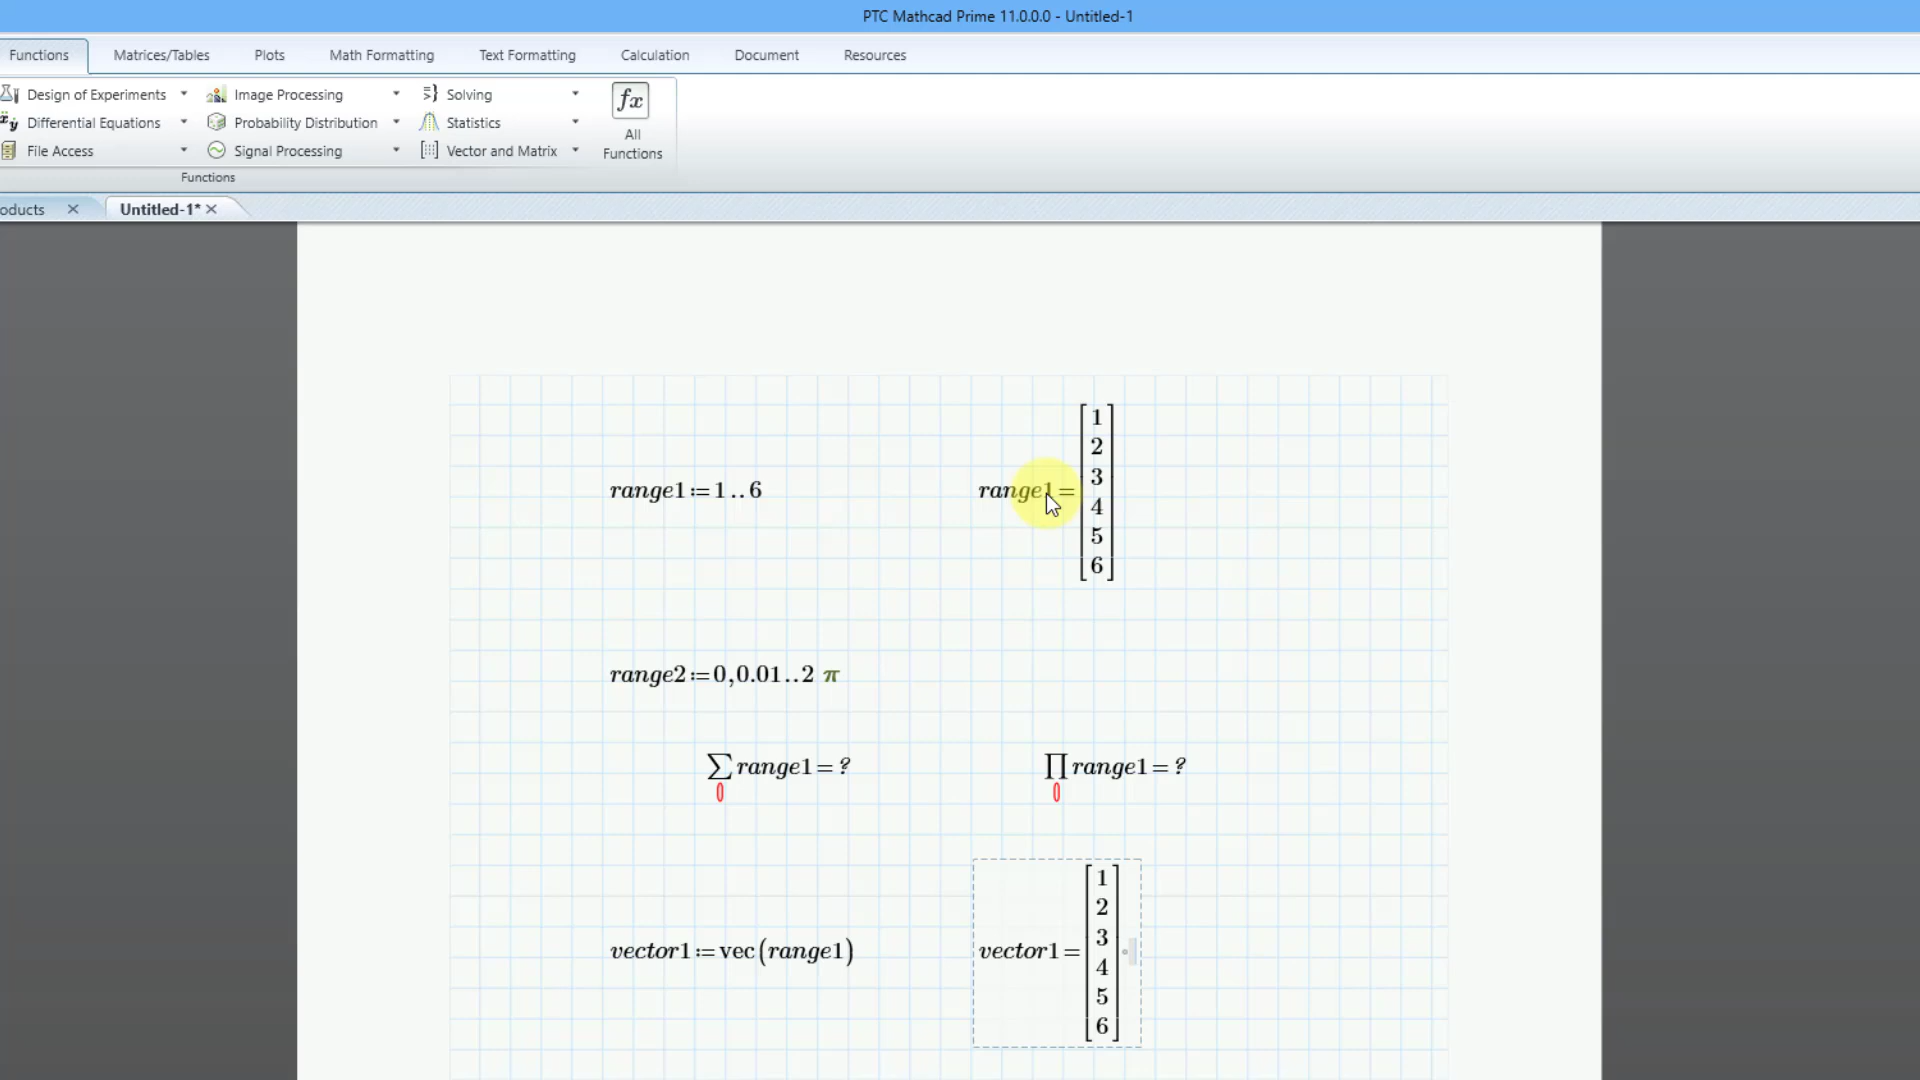 PTC Mathcad Prime 11.0.0.0 - Untitled-1
Functions Matrices/Tables Plots Math Formatting Text Formatting Calculation Document Resources
Design of Experiments Image Processing Solving
Differential Equations Probability Distribution Statistics
File Access Signal Processing Vector and Matrix
fx
All
Functions
Functions
oducts Untitled-1*
range1:=1..6
range1=
1
2
3
4
5
6
range2:=0,0.01..2 π
∑range1=?
∏range1=?
vector1:=vec(range1)
vector1=
1
2
3
4
5
6